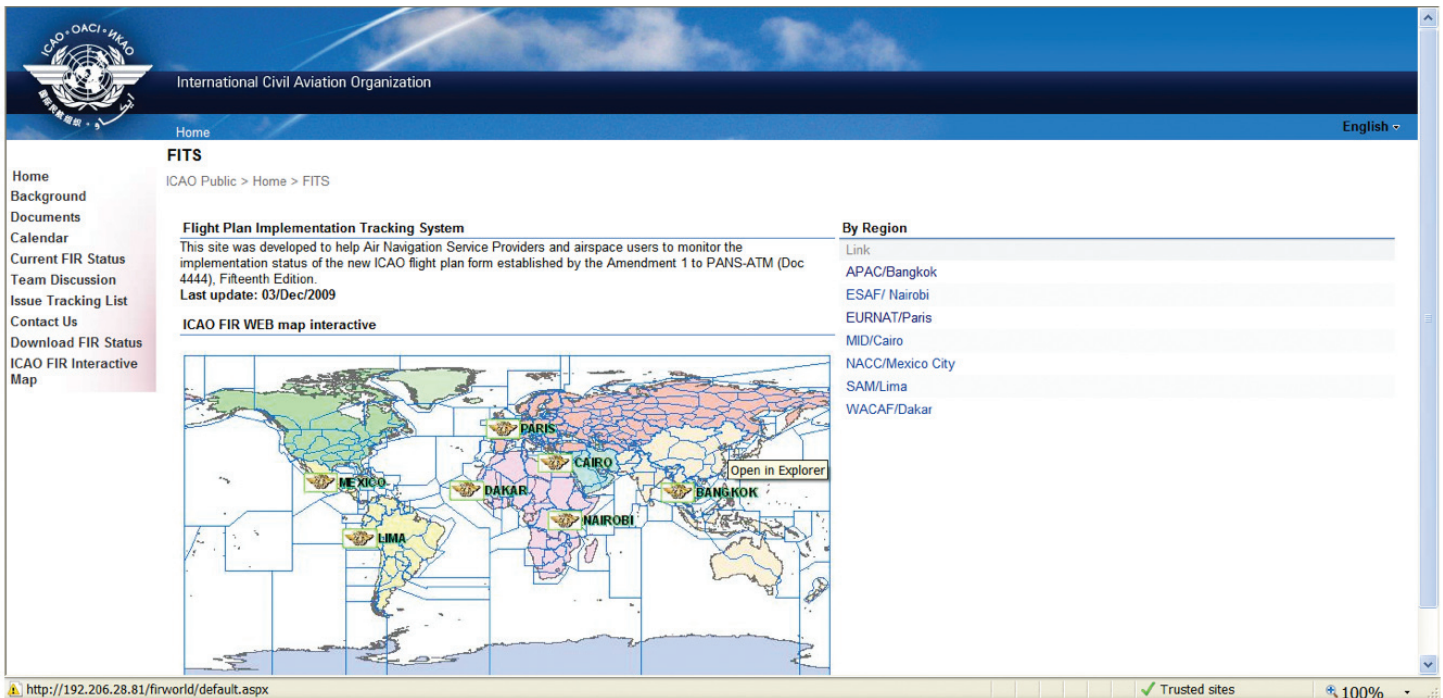 ICAO · OACI · ИКАО
International Civil Aviation Organization
Home
English
FITS
ICAO Public > Home > FITS
Home
Background
Documents
Calendar
Current FIR Status
Team Discussion
Issue Tracking List
Contact Us
Download FIR Status
ICAO FIR Interactive
Map
Flight Plan Implementation Tracking System
This site was developed to help Air Navigation Service Providers and airspace users to monitor the
implementation status of the new ICAO flight plan form established by the Amendment 1 to PANS-ATM (Doc
4444), Fifteenth Edition.
Last update: 03/Dec/2009
ICAO FIR WEB map interactive
PARIS
CAIRO
MEXICO
DAKAR
BANGKOK
NAIROBI
LIMA
Open in Explorer
By Region
Link
APAC/Bangkok
ESAF/ Nairobi
EURNAT/Paris
MID/Cairo
NACC/Mexico City
SAM/Lima
WACAF/Dakar
http://192.206.28.81/firworld/default.aspx
Trusted sites
100%